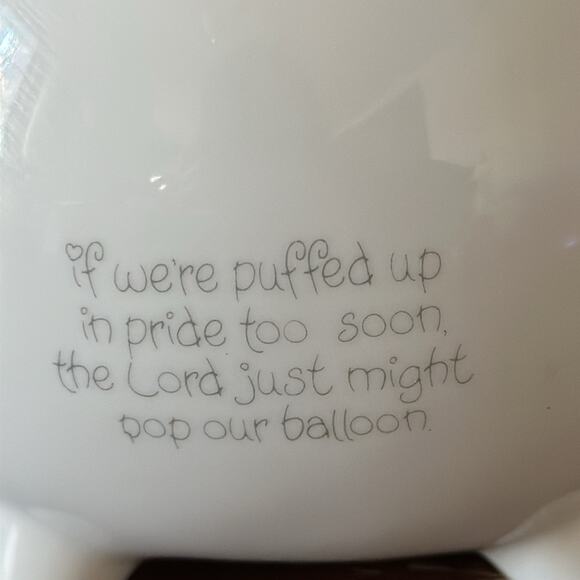 if we're puffed up
in pride too soon,
the Lord just might
pop our balloon.